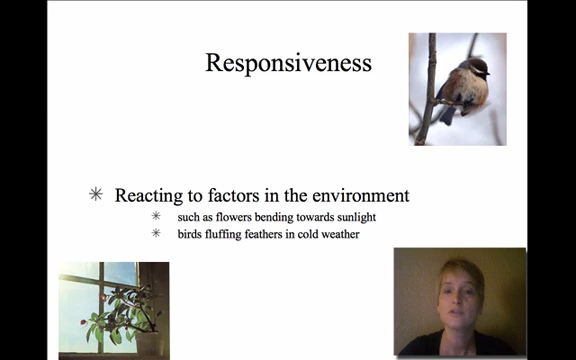 Responsiveness
Reacting to factors in the environment
such as flowers bending towards sunlight
birds fluffing feathers in cold weather